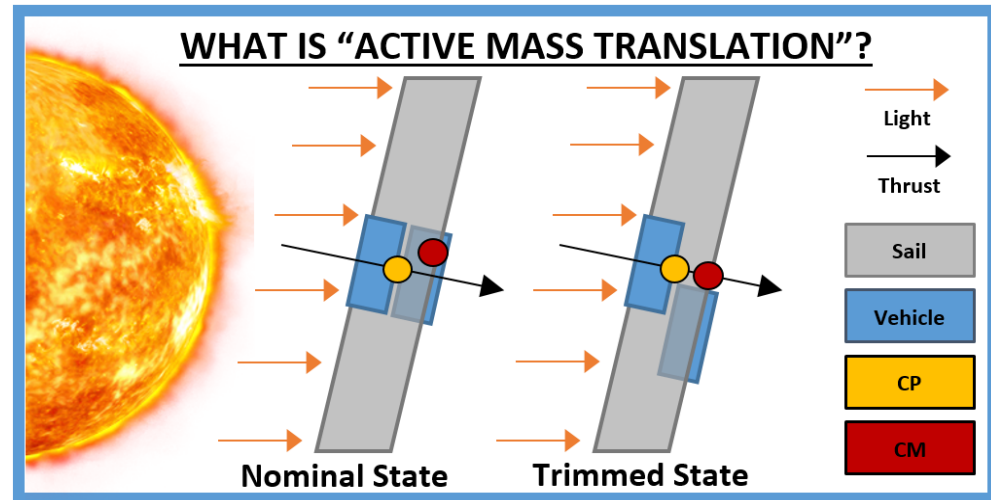 WHAT IS “ACTIVE MASS TRANSLATION”?
Light
Thrust
Sail
Vehicle
CP
CM
Nominal State
Trimmed State